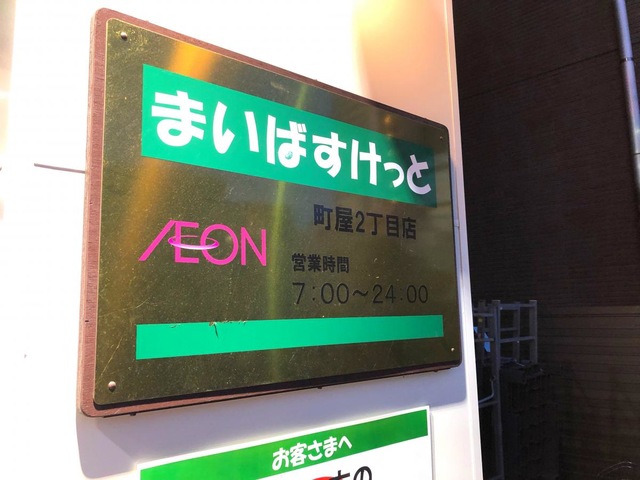 まいばすけっと
町屋2丁目店
ÆON
営業時間
7:00～24:00
お客さまへ